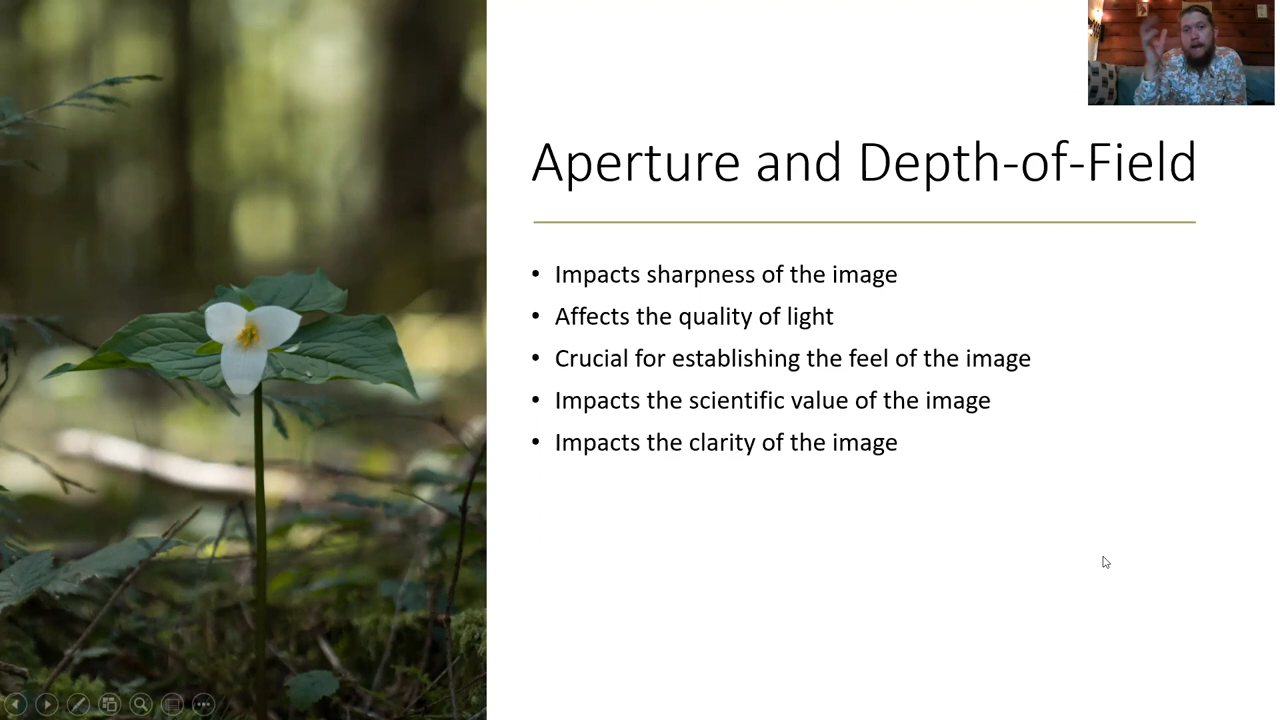 Aperture and Depth-of-Field
• Impacts sharpness of the image
• Affects the quality of light
• Crucial for establishing the feel of the image
• Impacts the scientific value of the image
• Impacts the clarity of the image